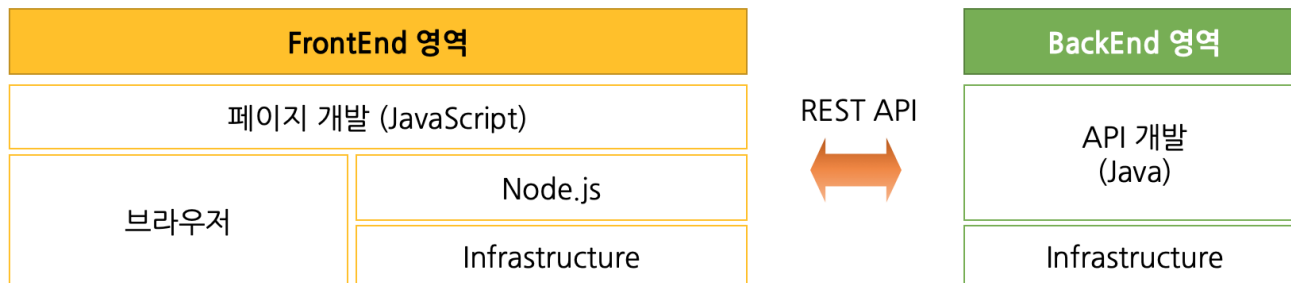 FrontEnd 영역
페이지 개발 (JavaScript)
브라우저
Node.js
Infrastructure
REST API
BackEnd 영역
API 개발
(Java)
Infrastructure